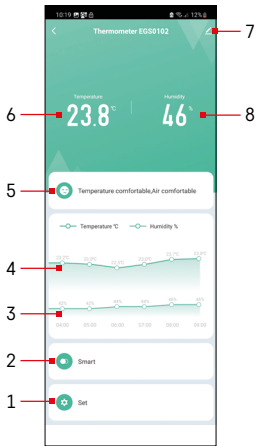 10:19 12%
Thermometer EGS0102
7
Temperature Humidity
6 23.8 ℃ 46 % 8
5 Temperature comfortable,Air comfortable
Temperature ℃ Humidity %
4
3
04:00 05:00 06:00 07:00 08:00 09:00
2 Smart
1 Set